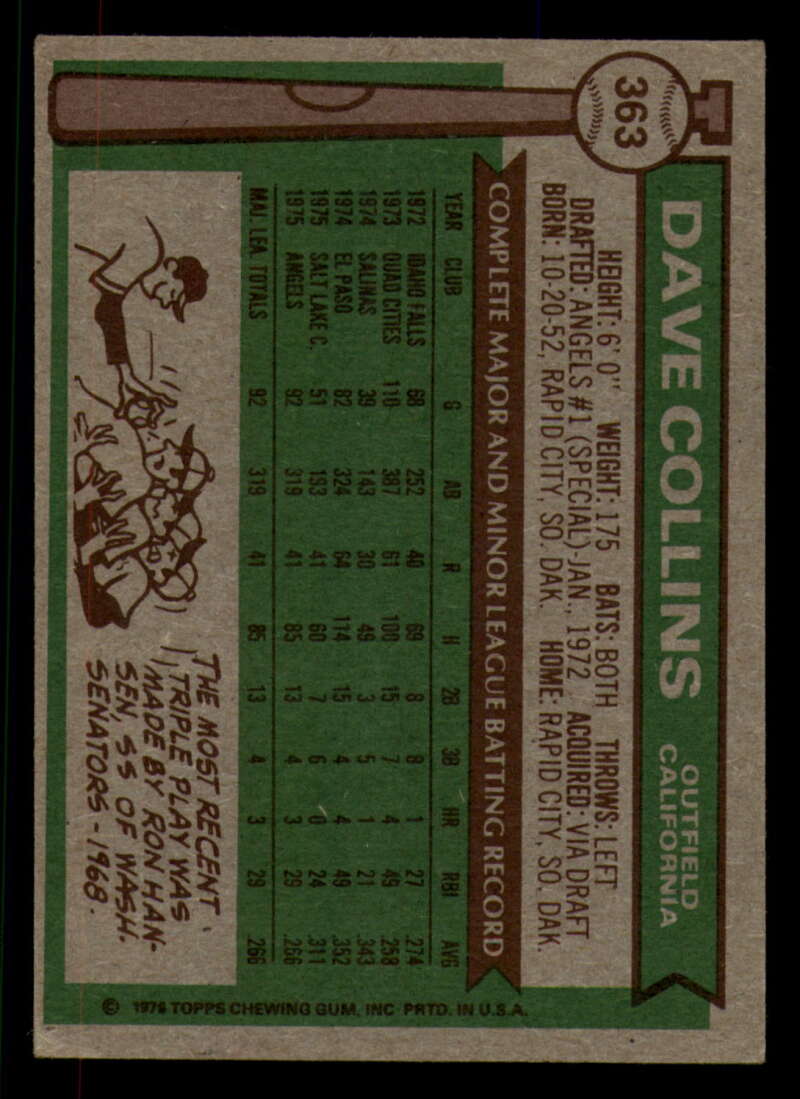 363
DAVE COLLINS
OUTFIELD
CALIFORNIA
HEIGHT: 6' 0" WEIGHT: 175 BATS: BOTH THROWS: LEFT
DRAFTED: ANGELS #1 (SPECIAL)-JAN., 1972 ACQUIRED: VIA DRAFT
BORN: 10-20-52, RAPID CITY, SO. DAK. HOME: RAPID CITY, SO. DAK.
COMPLETE MAJOR AND MINOR LEAGUE BATTING RECORD
YEAR CLUB G AB R H 2B 3B HR RBI AVG
1972 IDAHO FALLS 68 252 40 69 8 8 1 27 .274
1973 QUAD CITIES 110 387 61 100 15 7 4 49 .258
1974 SALINAS 39 143 30 49 3 5 1 21 .343
1974 EL PASO 82 324 64 114 15 4 4 49 .352
1975 SALT LAKE C. 51 193 41 60 7 6 0 24 .311
1975 ANGELS 92 319 41 85 13 4 3 29 .266
MAJ. LEA. TOTALS 92 319 41 85 13 4 3 29 .266
THE MOST RECENT
TRIPLE PLAY WAS
MADE BY RON HAN-
SEN, SS OF WASH.
SENATORS - 1968.
© 1976 TOPPS CHEWING GUM, INC PRTD. IN U.S.A.